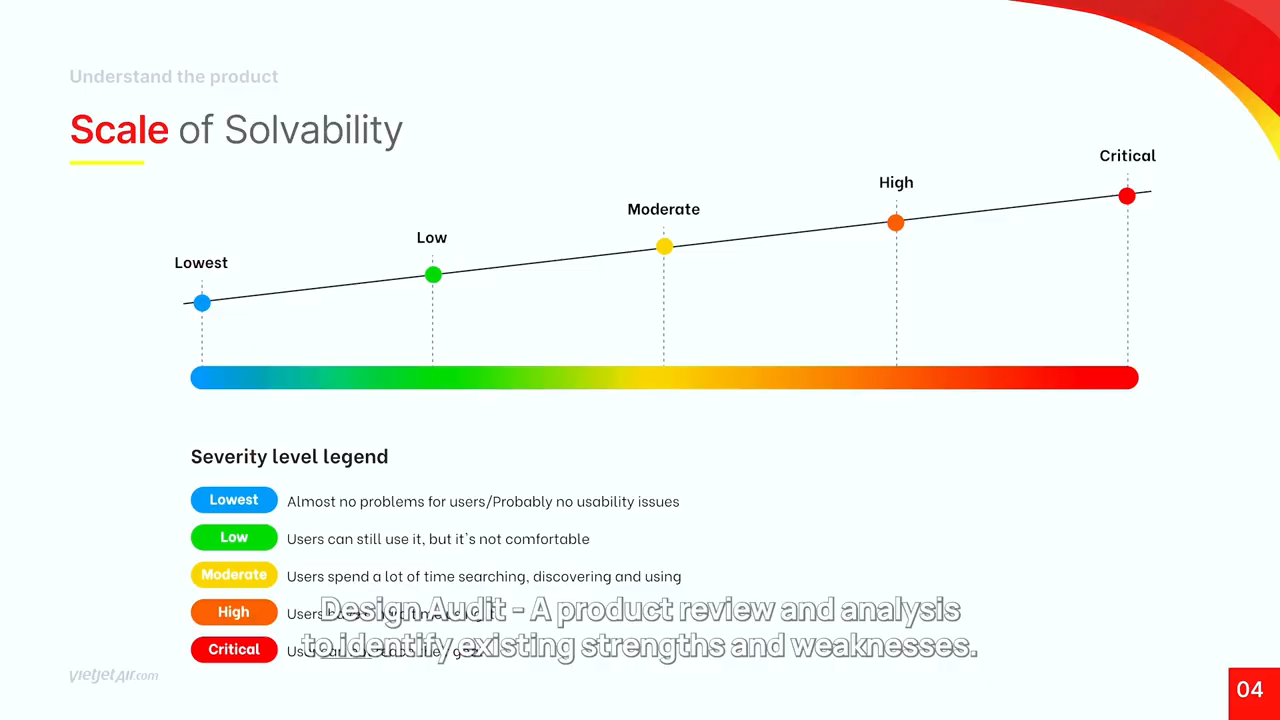 Understand the product
Scale of Solvability
Critical
High
Moderate
Low
Lowest
Severity level legend
Lowest Almost no problems for users/Probably no usability issues
Low Users can still use it, but it's not comfortable
Moderate Users spend a lot of time searching, discovering and using
High Users
Critical
Design Audit - A product review and analysis
to identify existing strengths and weaknesses.
vietjetAir.com
04